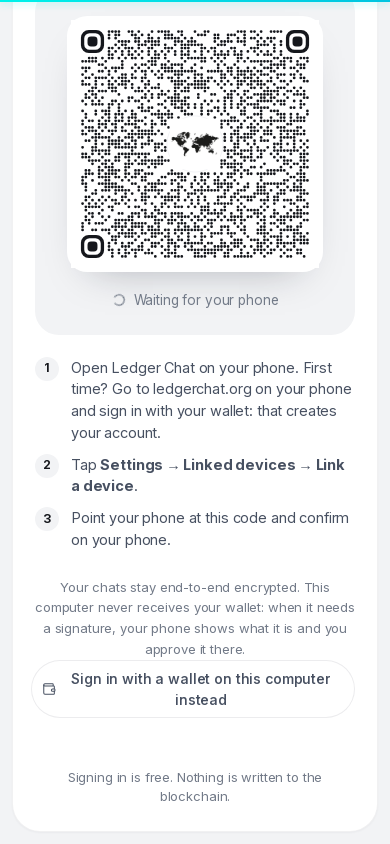 Waiting for your phone
1 Open Ledger Chat on your phone. First
time? Go to ledgerchat.org on your phone
and sign in with your wallet: that creates
your account.
2 Tap Settings → Linked devices → Link
a device.
3 Point your phone at this code and confirm
on your phone.
Your chats stay end-to-end encrypted. This
computer never receives your wallet: when it needs
a signature, your phone shows what it is and you
approve it there.
Sign in with a wallet on this computer
instead
Signing in is free. Nothing is written to the
blockchain.